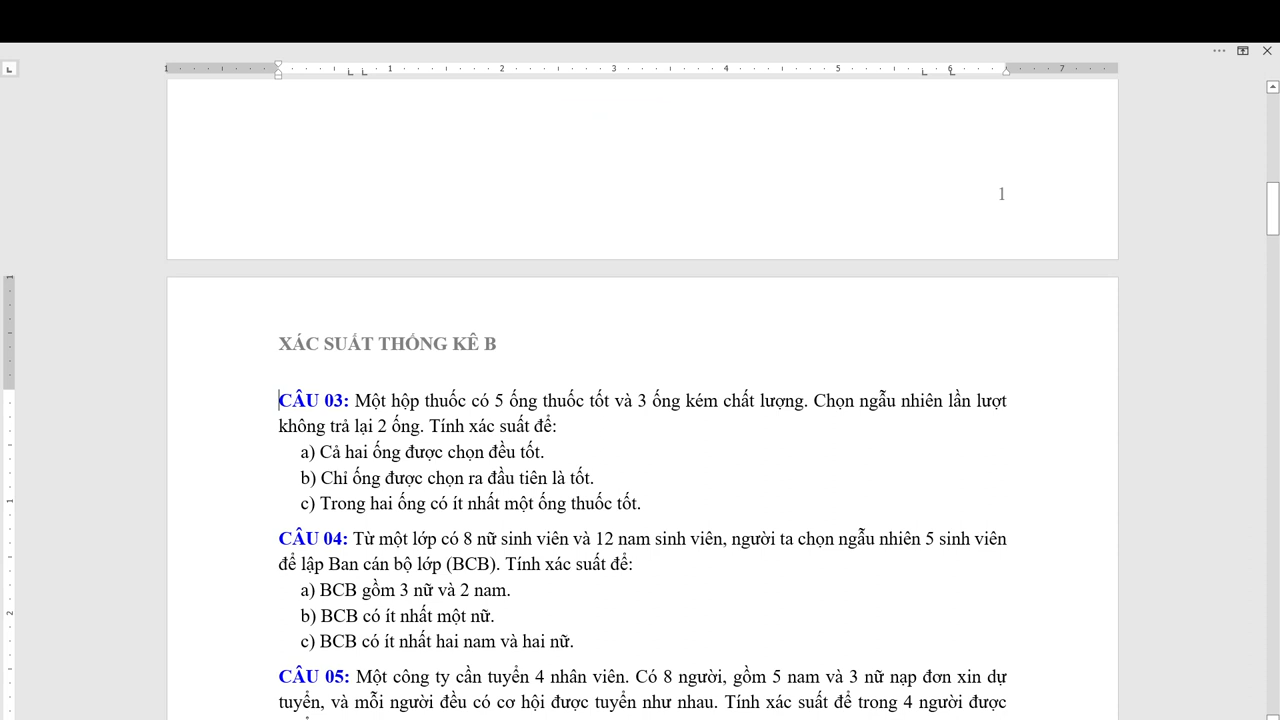 1 1 2 3 4 5 6 7
1
XÁC SUẤT THỐNG KÊ B
CÂU 03: Một hộp thuốc có 5 ống thuốc tốt và 3 ống kém chất lượng. Chọn ngẫu nhiên lần lượt
không trả lại 2 ống. Tính xác suất để:
a) Cả hai ống được chọn đều tốt.
b) Chỉ ống được chọn ra đầu tiên là tốt.
c) Trong hai ống có ít nhất một ống thuốc tốt.
CÂU 04: Từ một lớp có 8 nữ sinh viên và 12 nam sinh viên, người ta chọn ngẫu nhiên 5 sinh viên
để lập Ban cán bộ lớp (BCB). Tính xác suất để:
a) BCB gồm 3 nữ và 2 nam.
b) BCB có ít nhất một nữ.
c) BCB có ít nhất hai nam và hai nữ.
CÂU 05: Một công ty cần tuyển 4 nhân viên. Có 8 người, gồm 5 nam và 3 nữ nạp đơn xin dự
tuyển, và mỗi người đều có cơ hội được tuyển như nhau. Tính xác suất để trong 4 người được